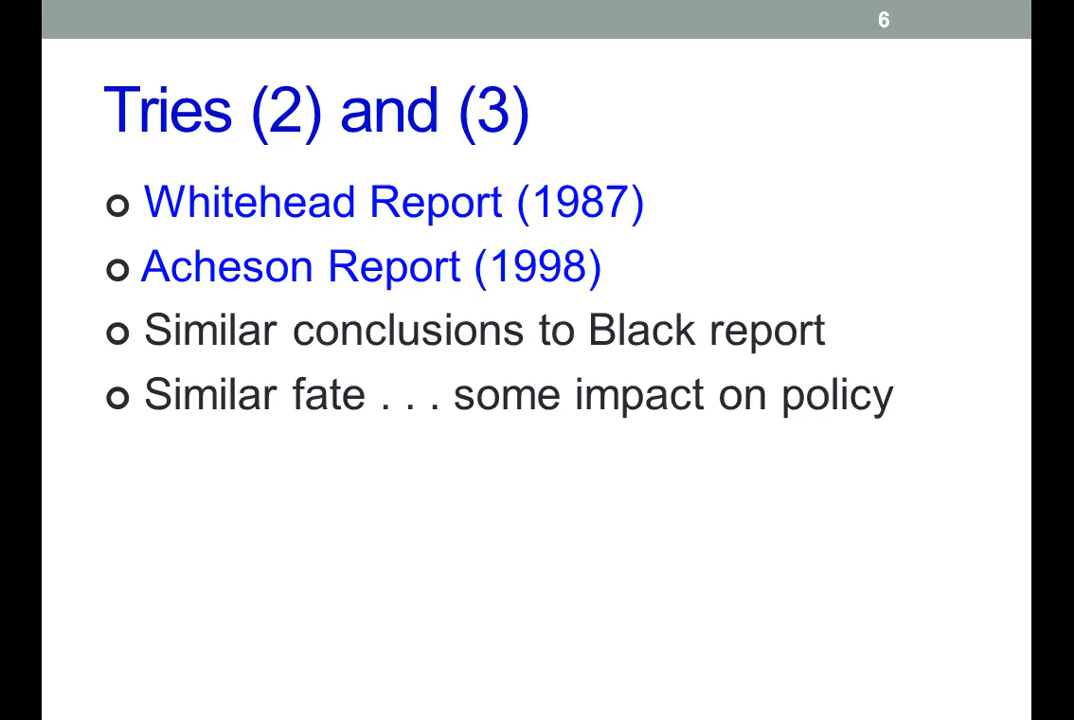 6
Tries (2) and (3)
Whitehead Report (1987)
Acheson Report (1998)
Similar conclusions to Black report
Similar fate . . . some impact on policy